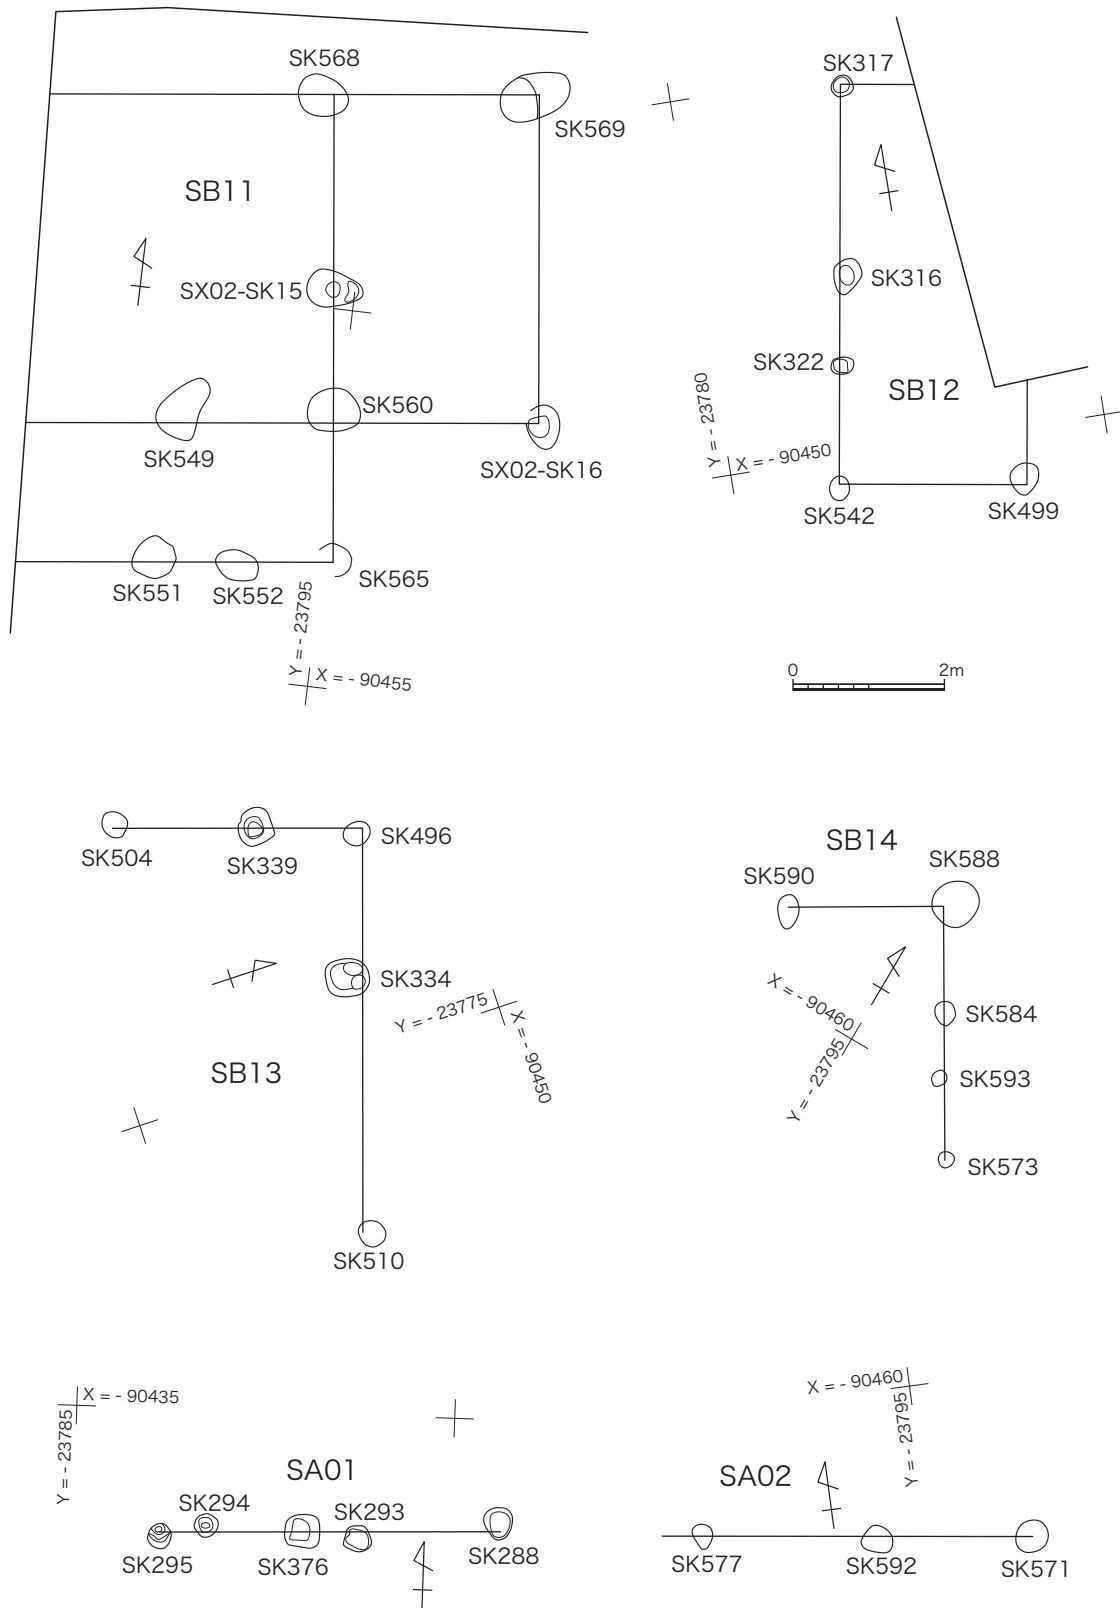 SK568
SK569
SB11
SX02-SK15
SK560
SK549
SX02-SK16
SK551
SK552
SK565
Y = - 23795
X = - 90455
SK317
SK316
SK322
SB12
Y = - 23780
X = - 90450
SK542
SK499
0 2m
SK504
SK339
SK496
SK334
Y = - 23775
X = - 90450
SB13
SK510
SB14
SK590
SK588
X = - 90460
Y = - 23795
SK584
SK593
SK573
X = - 90435
Y = - 23785
SA01
SK294
SK293
SK295
SK376
SK288
X = - 90460
Y = - 23795
SA02
SK577
SK592
SK571